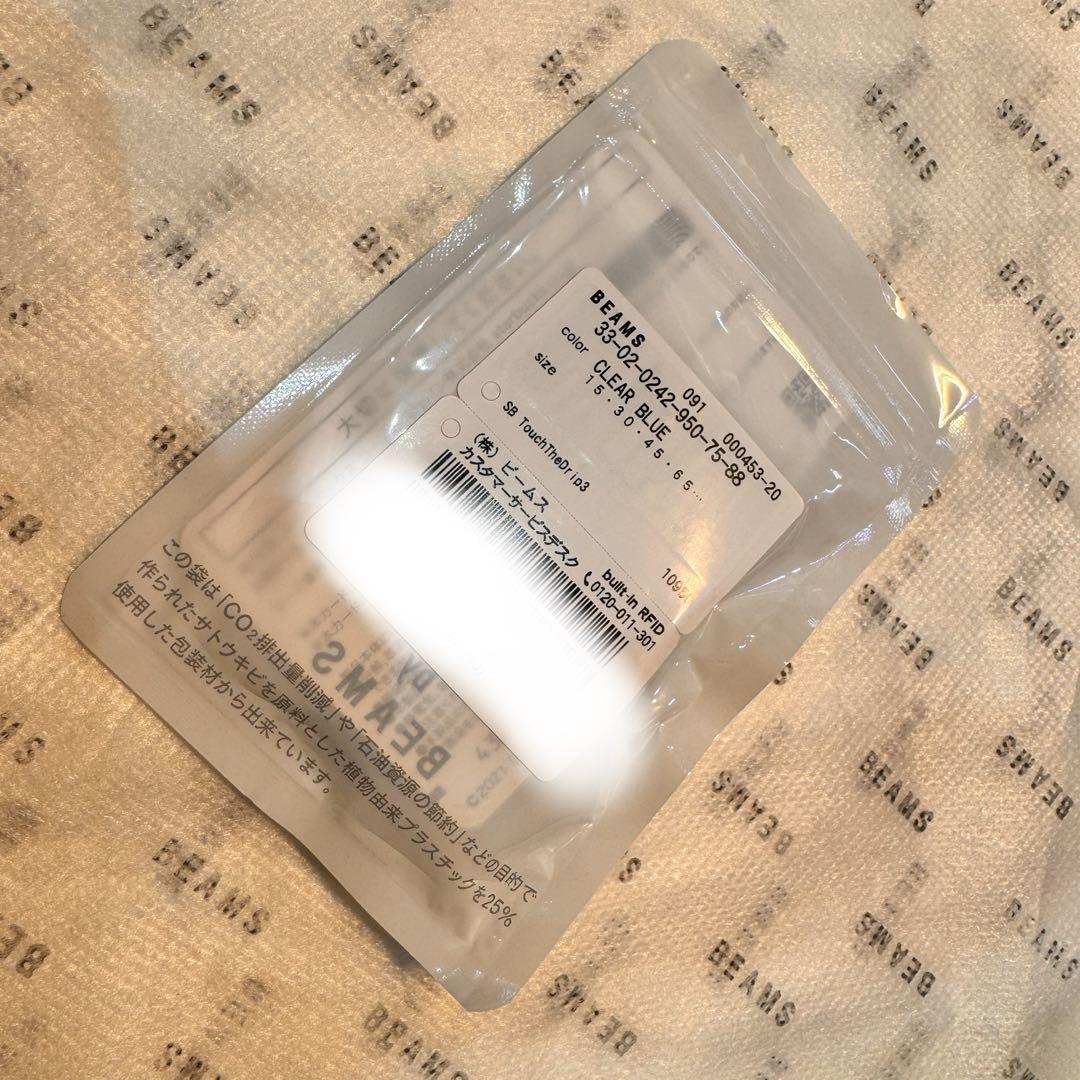 BEAMS
091 000453-20
33-02-0242-950-75-88
color CLEAR BLUE
size 15・30・45・65...
SB TouchTheDrip3
(株) ビームス
カスタマーサービスデスク
built-in RFID
0120-011-301
この袋は「CO₂排出量削減」や「石油資源の節約」などの目的で
作られたサトウキビを原料とした植物由来プラスチックを25%
使用した包装材から出来ています。
BEAMS
©2021